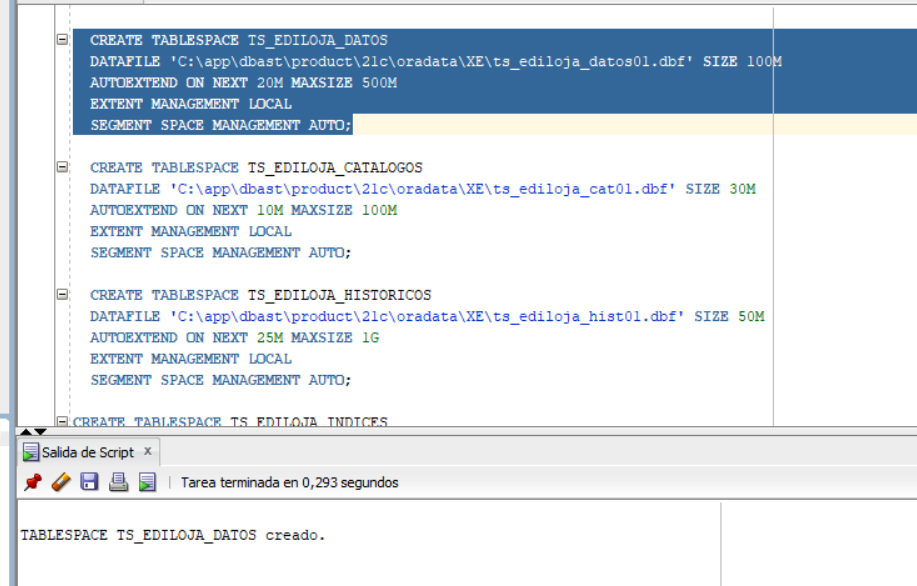 CREATE TABLESPACE TS_EDILOJA_DATOS
DATAFILE 'C:\app\dbast\product\21c\oradata\XE\ts_ediloja_datos01.dbf' SIZE 100M
AUTOEXTEND ON NEXT 20M MAXSIZE 500M
EXTENT MANAGEMENT LOCAL
SEGMENT SPACE MANAGEMENT AUTO;
CREATE TABLESPACE TS_EDILOJA_CATALOGOS
DATAFILE 'C:\app\dbast\product\21c\oradata\XE\ts_ediloja_cat01.dbf' SIZE 30M
AUTOEXTEND ON NEXT 10M MAXSIZE 100M
EXTENT MANAGEMENT LOCAL
SEGMENT SPACE MANAGEMENT AUTO;
CREATE TABLESPACE TS_EDILOJA_HISTORICOS
DATAFILE 'C:\app\dbast\product\21c\oradata\XE\ts_ediloja_hist01.dbf' SIZE 50M
AUTOEXTEND ON NEXT 25M MAXSIZE 1G
EXTENT MANAGEMENT LOCAL
SEGMENT SPACE MANAGEMENT AUTO;
CREATE TABLESPACE TS_EDILOJA_INDICES
Salida de Script x
Tarea terminada en 0,293 segundos
TABLESPACE TS_EDILOJA_DATOS creado.